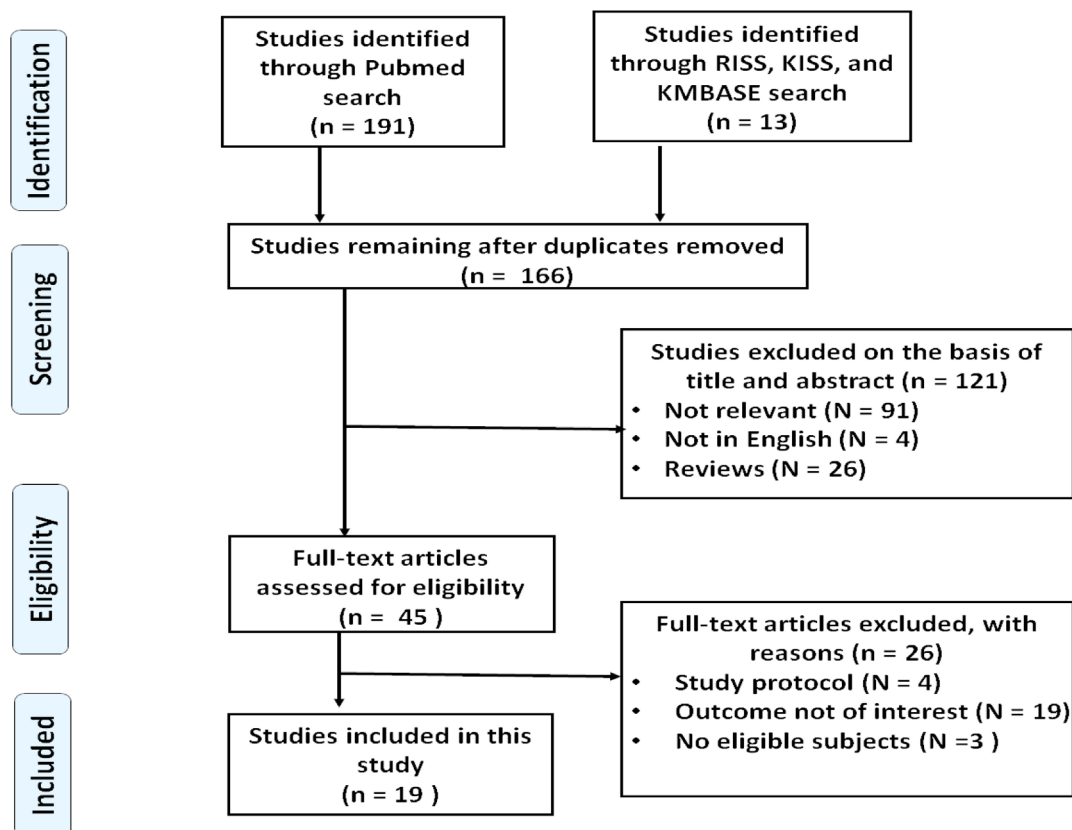 Identification
Studies identified
through Pubmed
search
(n = 191)
Studies identified
through RISS, KISS, and
KMBASE search
(n = 13)
Screening
Studies remaining after duplicates removed
(n = 166)
Studies excluded on the basis of
title and abstract (n = 121)
• Not relevant (N = 91)
• Not in English (N = 4)
• Reviews (N = 26)
Eligibility
Full-text articles
assessed for eligibility
(n = 45 )
Full-text articles excluded, with
reasons (n = 26)
• Study protocol (N = 4)
• Outcome not of interest (N = 19)
• No eligible subjects (N =3 )
Included
Studies included in this
study
(n = 19 )